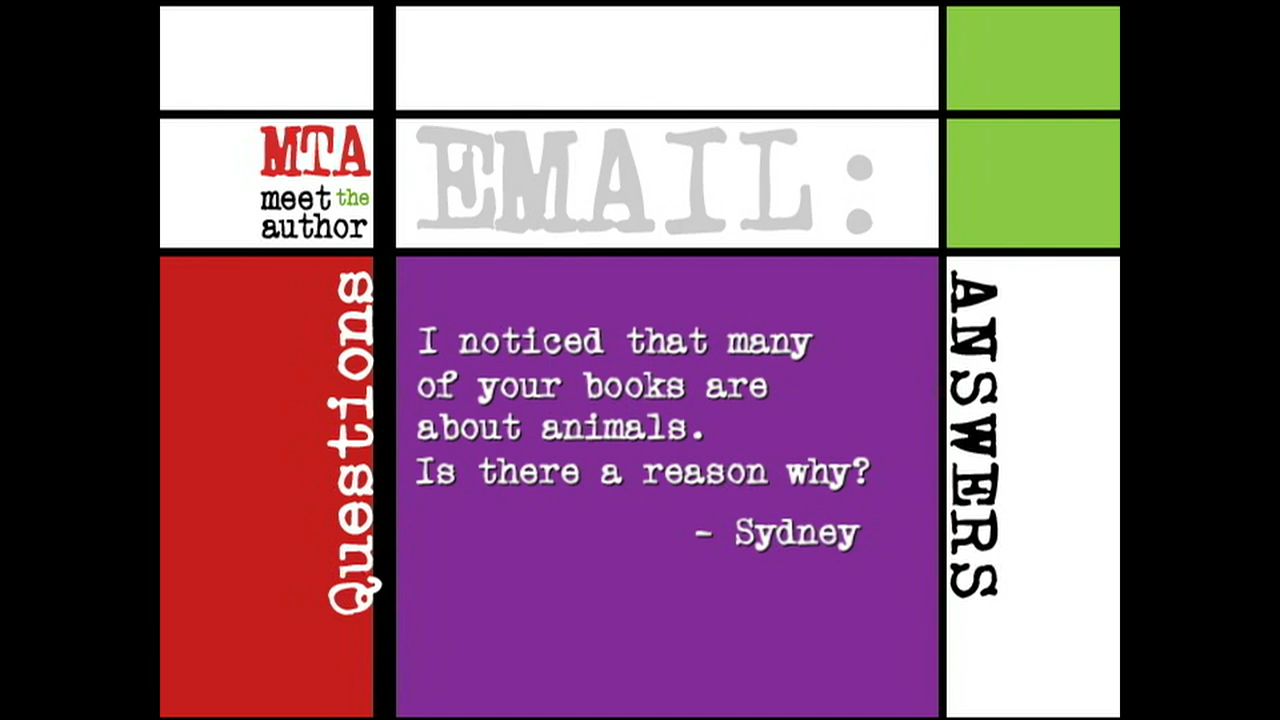 MTA
meet the
author
EMAIL:
Questions
I noticed that many
of your books are
about animals.
Is there a reason why?
- Sydney
ANSWERS